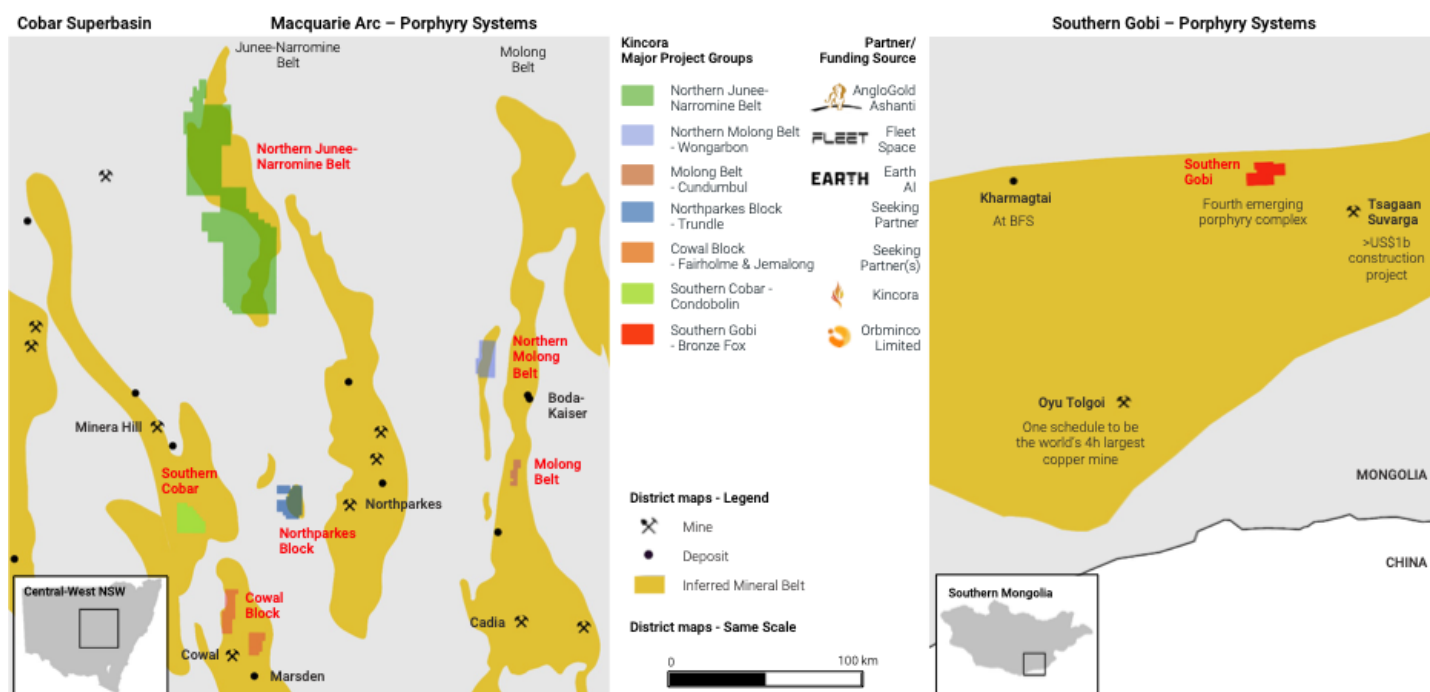 Cobar Superbasin
Macquarie Arc – Porphyry Systems
Junee-Narromine
Belt
Molong
Belt
Northern Junee-
Narromine Belt
Northern
Molong
Belt
Boda-
Kaiser
Minera Hill
Southern
Cobar
Molong
Belt
Northparkes
Northparkes
Block
Cowal
Block
Cadia
Cowal
Marsden
Central-West NSW
Kincora
Major Project Groups
Partner/
Funding Source
Northern Junee-
Narromine Belt
AngloGold
Ashanti
Northern Molong Belt
- Wongarbon
FLEET
Fleet
Space
Molong Belt
- Cundumbul
EARTH
Earth
AI
Northparkes Block
- Trundle
Seeking
Partner
Cowal Block
- Fairholme & Jemalong
Seeking
Partner(s)
Southern Cobar -
Condobolin
Kincora
Southern Gobi
- Bronze Fox
Orbminco
Limited
District maps - Legend
Mine
Deposit
Inferred Mineral Belt
District maps - Same Scale
0
100 km
Southern Gobi – Porphyry Systems
Southern
Gobi
Kharmagtai
At BFS
Fourth emerging
porphyry complex
Tsagaan
Suvarga
>US$1b
construction
project
Oyu Tolgoi
One schedule to be
the world's 4h largest
copper mine
MONGOLIA
CHINA
Southern Mongolia